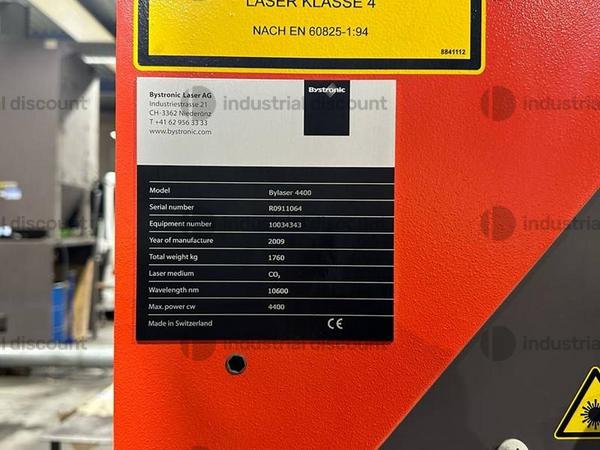 LASER KLASSE 4
NACH EN 60825-1:94
8841112
Bystronic Laser AG
Industriestrasse 21
CH-3362 Niederönz
T +41 62 956 33 33
www.bystronic.com
Bystronic
Model Bylaser 4400
Serial number R0911064
Equipment number 10034343
Year of manufacture 2009
Total weight kg 1760
Laser medium CO₂
Wavelength nm 10600
Max. power cw 4400
Made in Switzerland CE
industrial discount
industrial discount
industrial
industrial discount
industrial discount
industrial
industrial discount
industrial discount
industrial